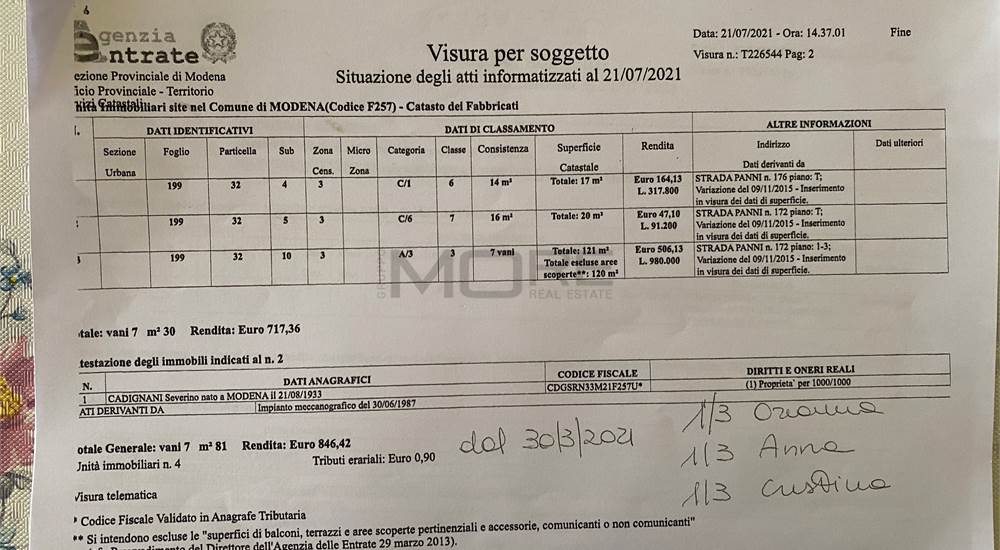 genzia
ntrate
ezione Provinciale di Modena
icio Provinciale - Territorio
Visura per soggetto
Situazione degli atti informatizzati al 21/07/2021
Data: 21/07/2021 - Ora: 14.37.01 Fine
Visura n.: T226544 Pag: 2
Immobiliari site nel Comune di MODENA(Codice F257) - Catasto dei Fabbricati
DATI IDENTIFICATIVI DATI DI CLASSAMENTO ALTRE INFORMAZIONI
Sezione Foglio Particella Sub Zona Micro Categoria Classe Consistenza Superficie Rendita Indirizzo Dati ulteriori
Urbana Cens. Zona Catastale Dati derivanti da
199 32 4 3 C/1 6 14 m² Totale: 17 m² Euro 164,13 STRADA PANNI n. 176 piano: T;
L. 317.800 Variazione del 09/11/2015 - Inserimento
in visura dei dati di superficie.
199 32 5 3 C/6 7 16 m² Totale: 20 m² Euro 47,10 STRADA PANNI n. 172 piano: T;
L. 91.200 Variazione del 09/11/2015 - Inserimento
in visura dei dati di superficie.
199 32 10 3 A/3 3 7 vani Totale: 121 m² Euro 506,13 STRADA PANNI n. 172 piano: 1-3;
Totale escluse aree L. 980.000 Variazione del 09/11/2015 - Inserimento
scoperte**: 120 m² in visura dei dati di superficie.
GRUPPO MORE
REAL ESTATE
tale: vani 7 m² 30 Rendita: Euro 717,36
testazione degli immobili indicati al n. 2
N. DATI ANAGRAFICI CODICE FISCALE DIRITTI E ONERI REALI
1 CADIGNANI Severino nato a MODENA il 21/08/1933 CDGSRN33M21F257U* (1) Proprieta' per 1000/1000
ATI DERIVANTI DA Impianto meccanografico del 30/06/1987
otale Generale: vani 7 m² 81 Rendita: Euro 846,42
Unità immobiliari n. 4 Tributi erariali: Euro 0,90
dal 30/3/2021
1/3 Orianna
1/3 Anna
1/3 Cristina
Visura telematica
* Codice Fiscale Validato in Anagrafe Tributaria
** Si intendono escluse le "superfici di balconi, terrazzi e aree scoperte pertinenziali e accessorie, comunicanti o non comunicanti"
del Direttore dell'Agenzia delle Entrate 29 marzo 2013).